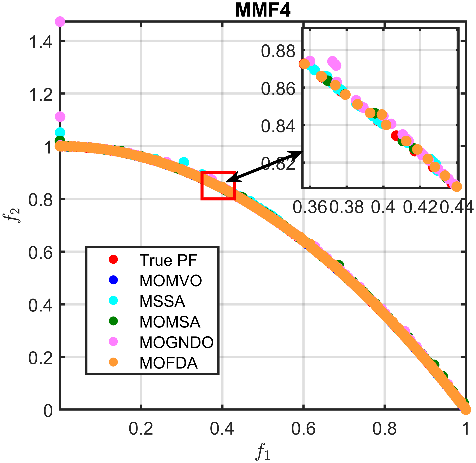 MMF4
1.4
1.2
1
0.8
0.6
0.4
0.2
0
f₂
0.88
0.86
0.84
0.82
0.36 0.38 0.4 0.42 0.44
True PF
MOMVO
MSSA
MOMSA
MOGNDO
MOFDA
0.2 0.4 0.6 0.8 1
f₁